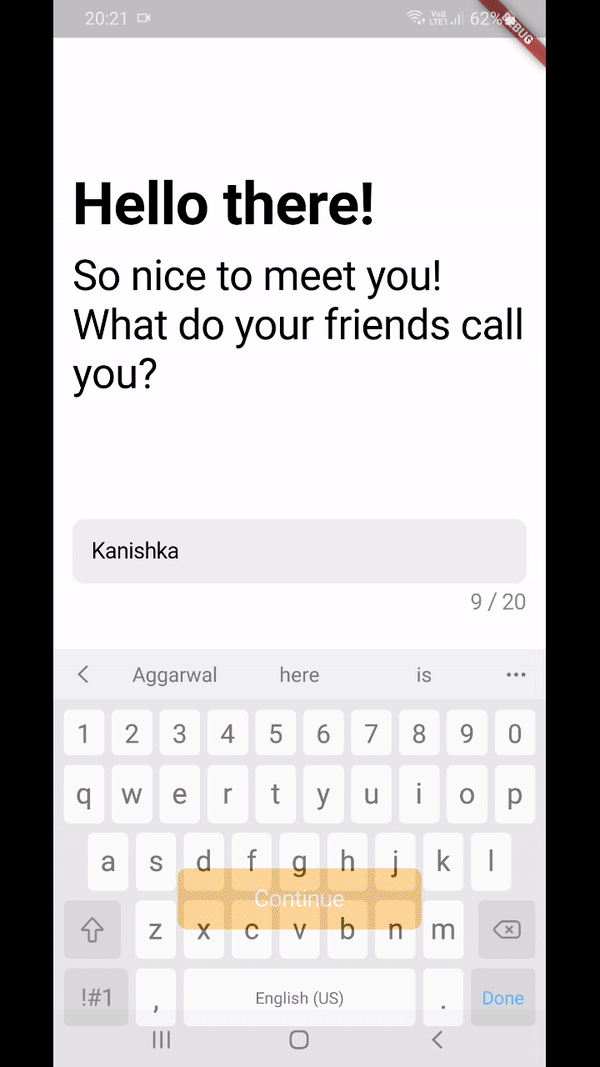 20:21 Vo)) LTE1 62%
DEBUG
Hello there!
So nice to meet you!
What do your friends call
you?
Kanishka
9 / 20
Aggarwal here is
1 2 3 4 5 6 7 8 9 0
q w e r t y u i o p
a s d f g h j k l
Continue
z x c v b n m
!#1 , English (US) . Done